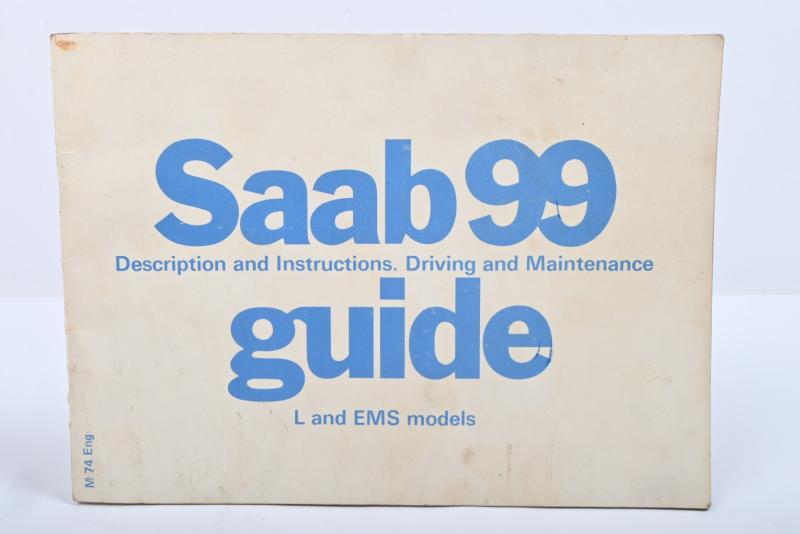 Saab 99
Description and Instructions. Driving and Maintenance
guide
L and EMS models
M 74 Eng